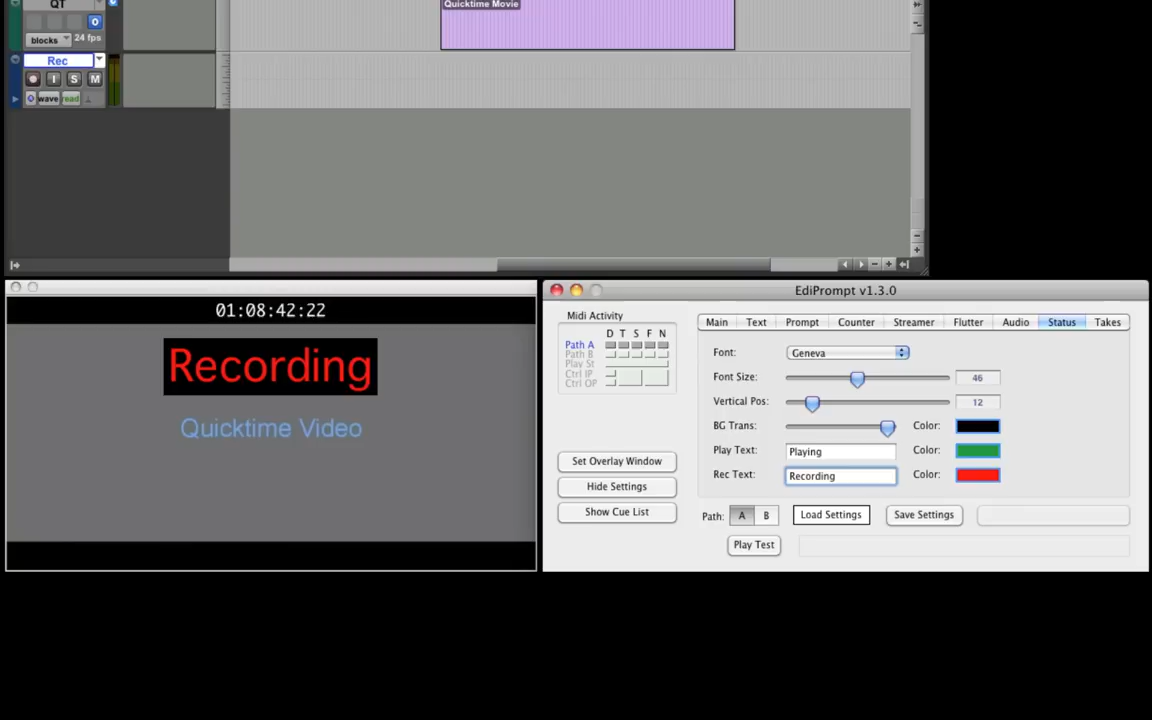 QT
Quicktime Movie
blocks
24 fps
Rec
I S M
wave read
01:08:42:22
Recording
Quicktime Video
EdiPrompt v1.3.0
Midi Activity
D T S F N
Path A
Path B
Play St
Ctrl IP
Ctrl OP
Set Overlay Window
Hide Settings
Show Cue List
Main Text Prompt Counter Streamer Flutter Audio Status Takes
Font: Geneva
Font Size: 46
Vertical Pos: 12
BG Trans: Color:
Play Text: Playing Color:
Rec Text: Recording Color:
Path: A B Load Settings Save Settings
Play Test